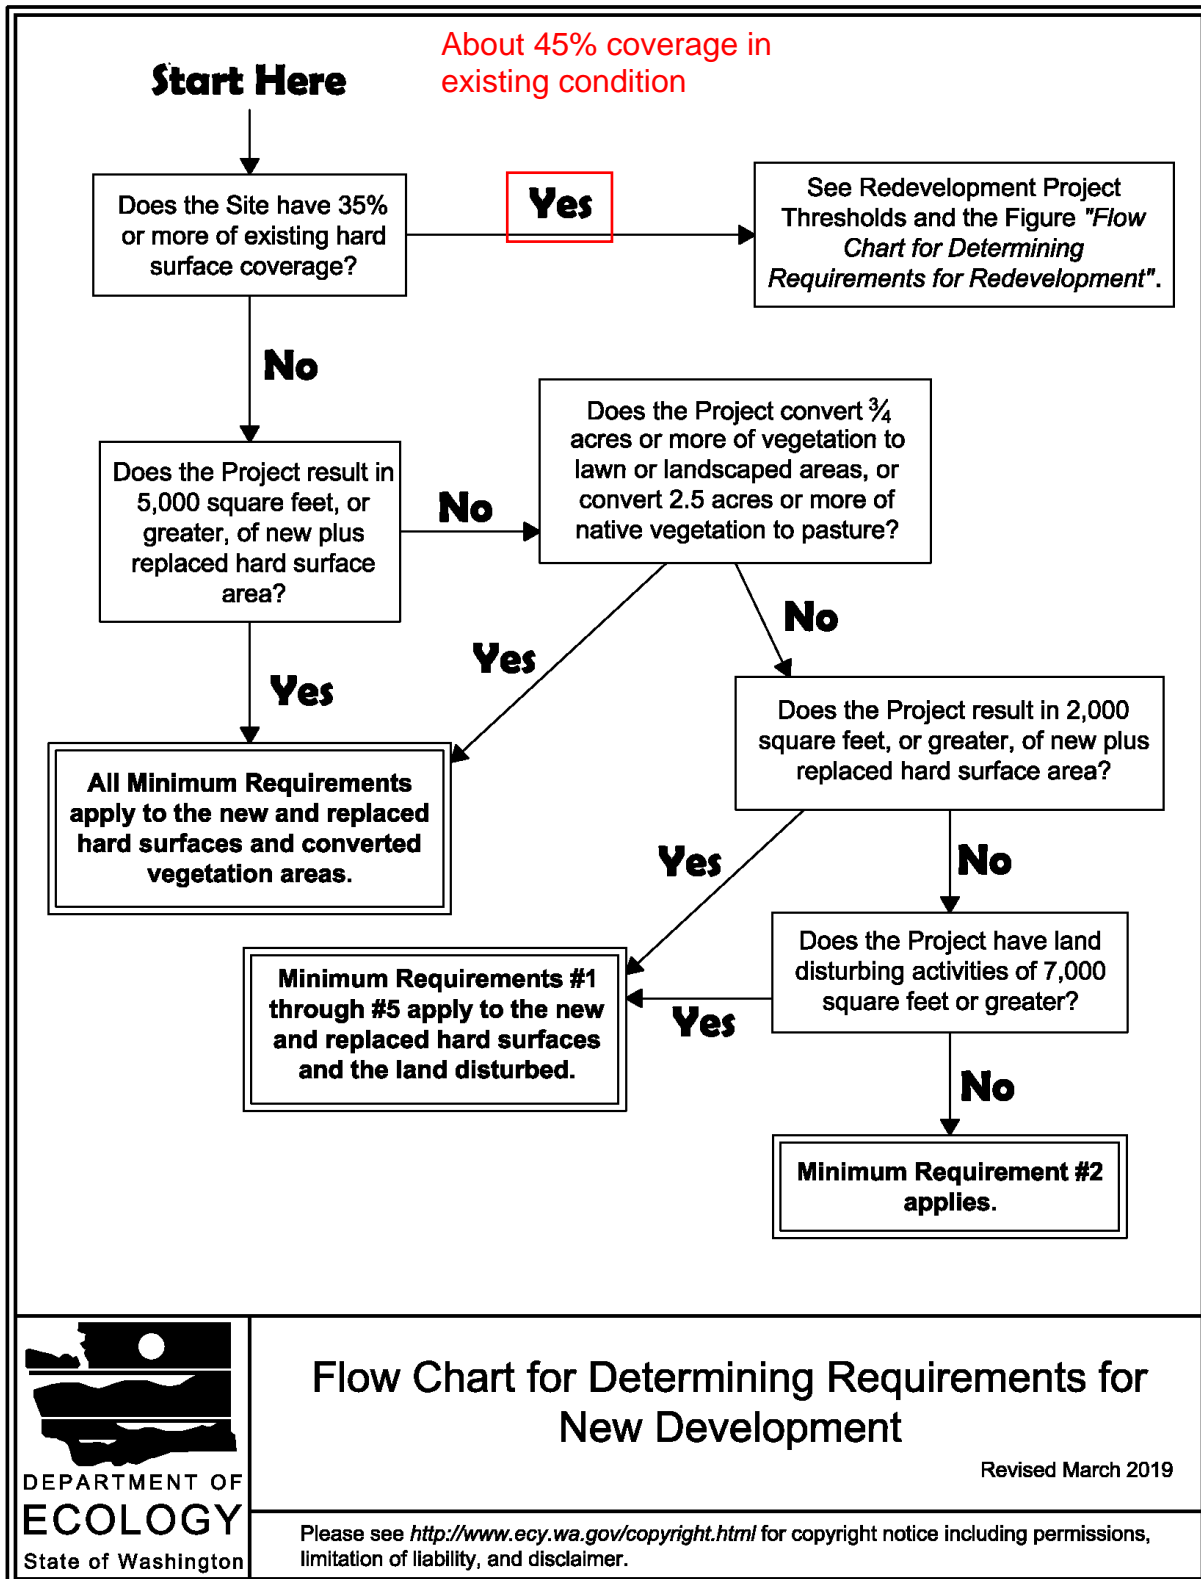 About 45% coverage in
existing condition
Start Here
Does the Site have 35%
or more of existing hard
surface coverage?
Yes
See Redevelopment Project
Thresholds and the Figure "Flow
Chart for Determining
Requirements for Redevelopment".
No
Does the Project result in
5,000 square feet, or
greater, of new plus
replaced hard surface
area?
No
Does the Project convert ¾
acres or more of vegetation to
lawn or landscaped areas, or
convert 2.5 acres or more of
native vegetation to pasture?
Yes
Yes
No
All Minimum Requirements
apply to the new and replaced
hard surfaces and converted
vegetation areas.
Does the Project result in 2,000
square feet, or greater, of new plus
replaced hard surface area?
Yes
No
Minimum Requirements #1
through #5 apply to the new
and replaced hard surfaces
and the land disturbed.
Yes
Does the Project have land
disturbing activities of 7,000
square feet or greater?
No
Minimum Requirement #2
applies.
DEPARTMENT OF
ECOLOGY
State of Washington
Flow Chart for Determining Requirements for
New Development
Revised March 2019
Please see http://www.ecy.wa.gov/copyright.html for copyright notice including permissions,
limitation of liability, and disclaimer.